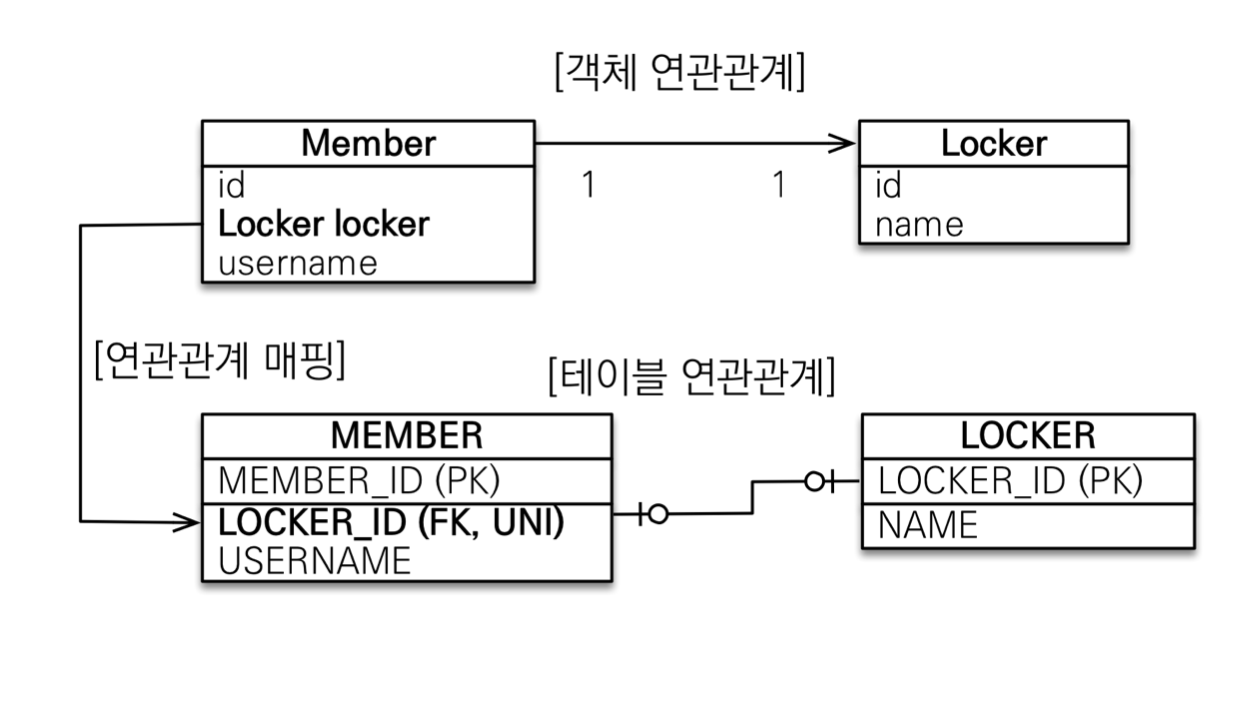 [객체 연관관계]
Member
id
Locker locker
username
1
1
Locker
id
name
[연관관계 매핑]
[테이블 연관관계]
MEMBER
MEMBER_ID (PK)
LOCKER_ID (FK, UNI)
USERNAME
LOCKER
LOCKER_ID (PK)
NAME